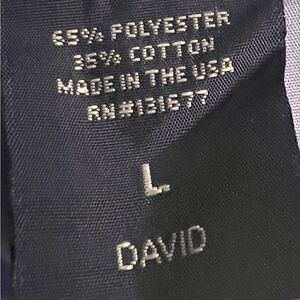 65% POLYESTER
35% COTTON
MADE IN THE USA
RN#131677
L
DAVID